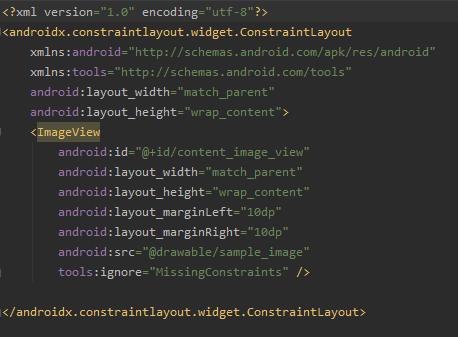 <?xml version="1.0" encoding="utf-8"?>
<androidx.constraintlayout.widget.ConstraintLayout
xmlns:android="http://schemas.android.com/apk/res/android"
xmlns:tools="http://schemas.android.com/tools"
android:layout_width="match_parent"
android:layout_height="wrap_content">
<ImageView
android:id="@+id/content_image_view"
android:layout_width="match_parent"
android:layout_height="wrap_content"
android:layout_marginLeft="10dp"
android:layout_marginRight="10dp"
android:src="@drawable/sample_image"
tools:ignore="MissingConstraints" />
</androidx.constraintlayout.widget.ConstraintLayout>